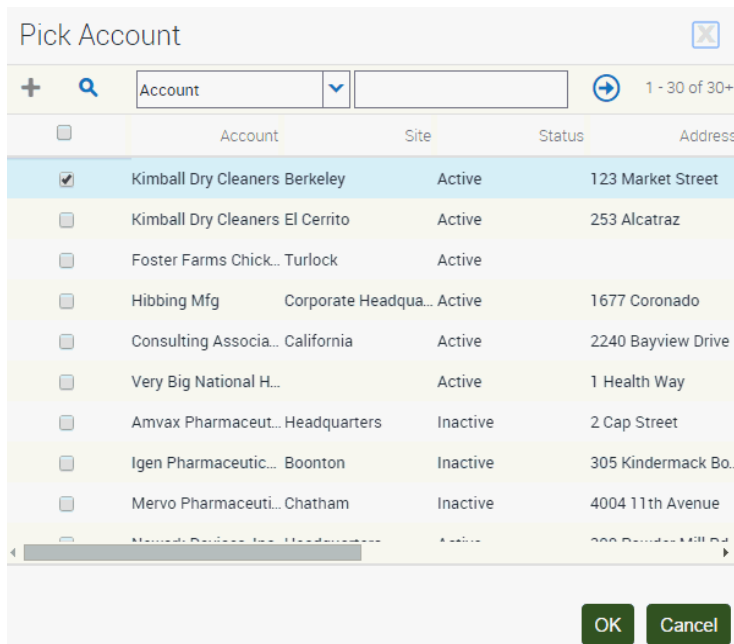 Pick Account
X
Account 1 - 30 of 30+
Account Site Status Address
Kimball Dry Cleaners Berkeley Active 123 Market Street
Kimball Dry Cleaners El Cerrito Active 253 Alcatraz
Foster Farms Chick... Turlock Active
Hibbing Mfg Corporate Headqua... Active 1677 Coronado
Consulting Associa... California Active 2240 Bayview Drive
Very Big National H... Active 1 Health Way
Amvax Pharmaceut... Headquarters Inactive 2 Cap Street
Igen Pharmaceutic... Boonton Inactive 305 Kindermack Bo..
Mervo Pharmaceuti... Chatham Inactive 4004 11th Avenue
OK Cancel